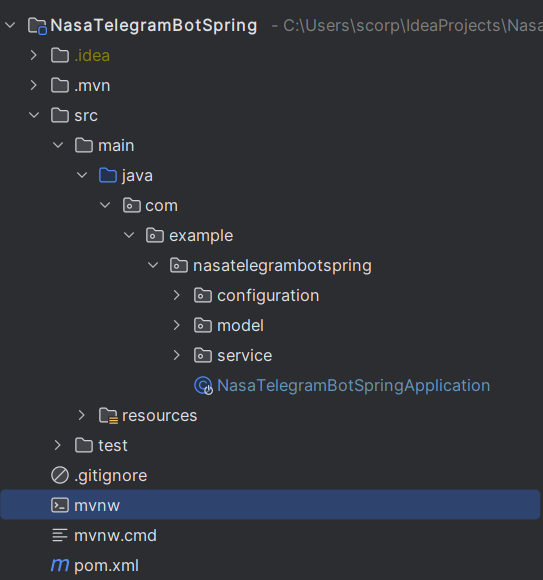 NasaTelegramBotSpring - C:\Users\scorp\IdeaProjects\Nasa
.idea
.mvn
src
main
java
com
example
nasatelegrambotspring
configuration
model
service
NasaTelegramBotSpringApplication
resources
test
.gitignore
mvnw
mvnw.cmd
pom.xml